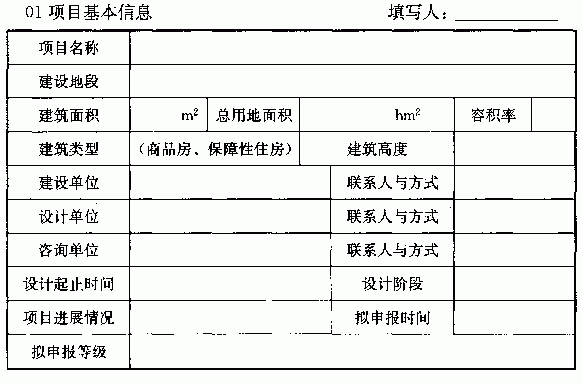 01 项目基本信息 填写人：
项目名称
建设地段
建筑面积 m² 总用地面积 hm² 容积率
建筑类型 （商品房、保障性住房） 建筑高度
建设单位 联系人与方式
设计单位 联系人与方式
咨询单位 联系人与方式
设计起止时间 设计阶段
项目进展情况 拟申报时间
拟申报等级